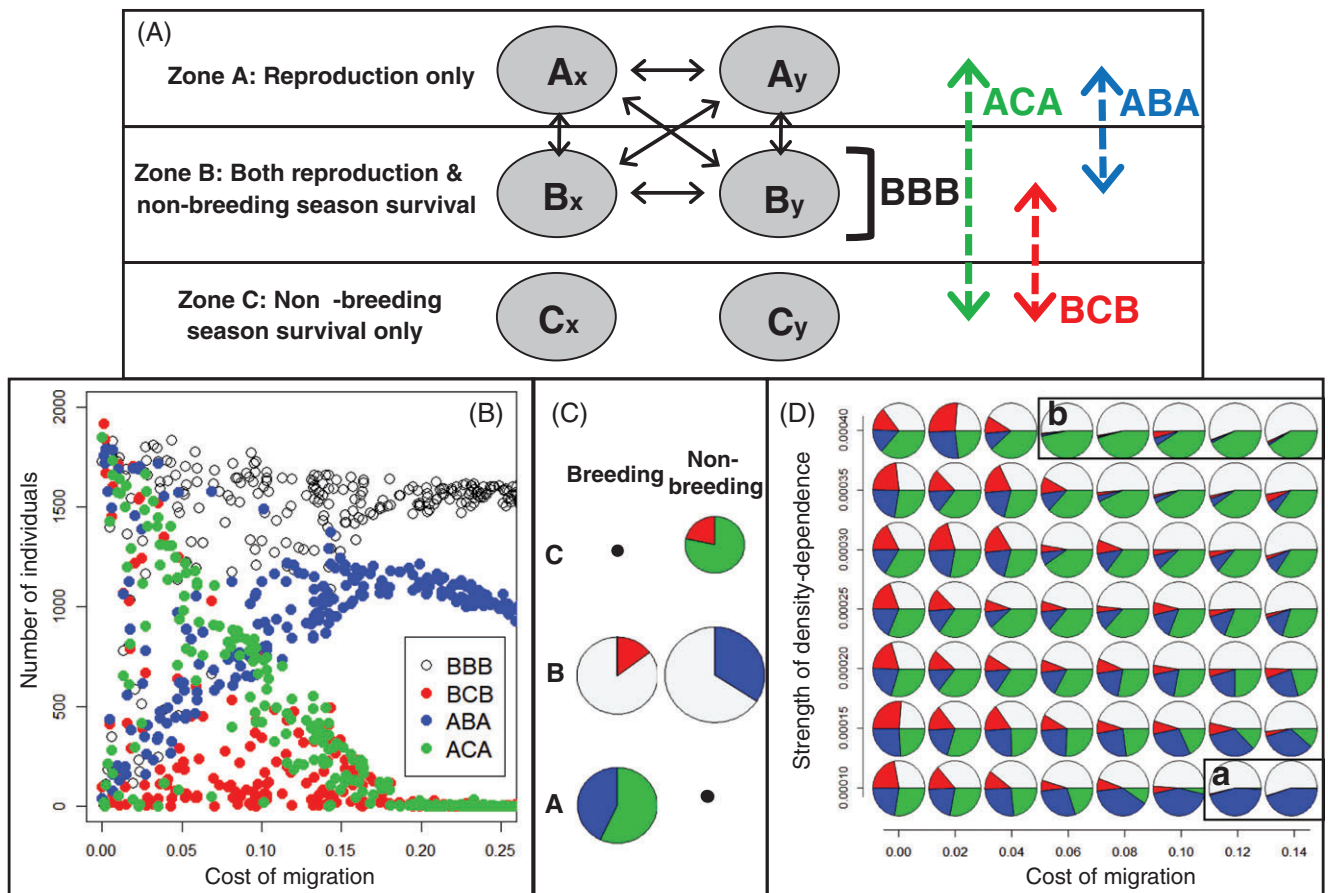 (A)
Zone A: Reproduction only
Ax
Ay
ACA
ABA
Zone B: Both reproduction &
non-breeding season survival
Bx
By
BBB
Zone C: Non -breeding
season survival only
Cx
Cy
BCB
(B)
Number of individuals
2000
1500
1000
500
0
BBB
BCB
ABA
ACA
0.00 0.05 0.10 0.15 0.20 0.25
Cost of migration
(C)
Breeding
Non-
breeding
C
B
A
(D)
Strength of density-dependence
0.00040
0.00035
0.00030
0.00025
0.00020
0.00015
0.00010
b
a
0.00 0.02 0.04 0.06 0.08 0.10 0.12 0.14
Cost of migration